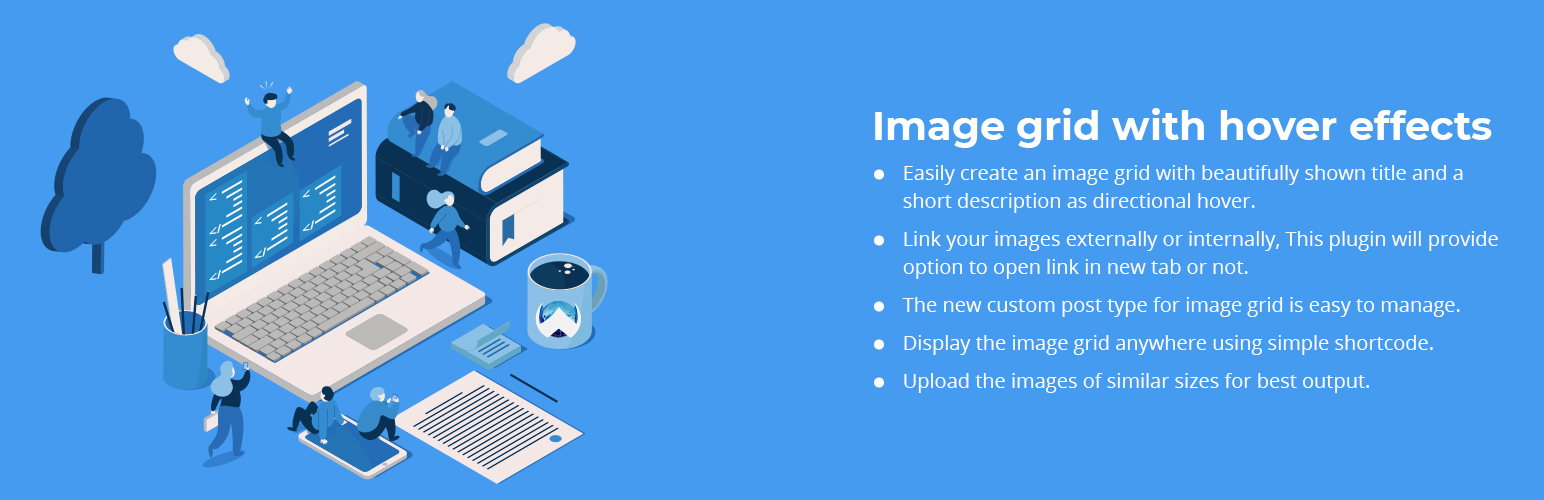 Image grid with hover effects
● Easily create an image grid with beautifully shown title and a
short description as directional hover.
● Link your images externally or internally, This plugin will provide
option to open link in new tab or not.
● The new custom post type for image grid is easy to manage.
● Display the image grid anywhere using simple shortcode.
● Upload the images of similar sizes for best output.